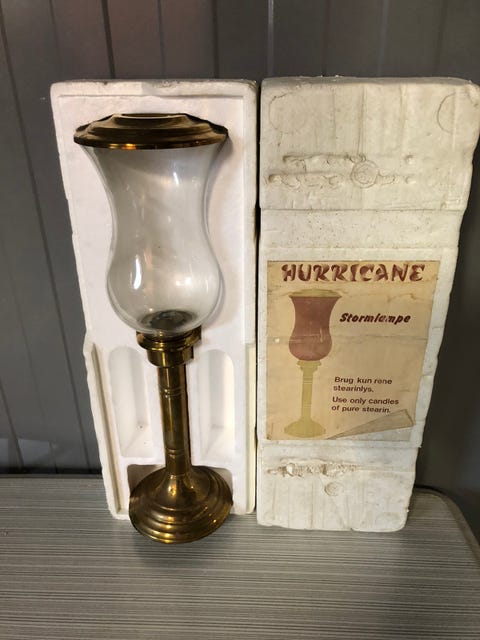 HURRICANE
Stormlampe
Brug kun rene
stearinlys.
Use only candles
of pure stearin.